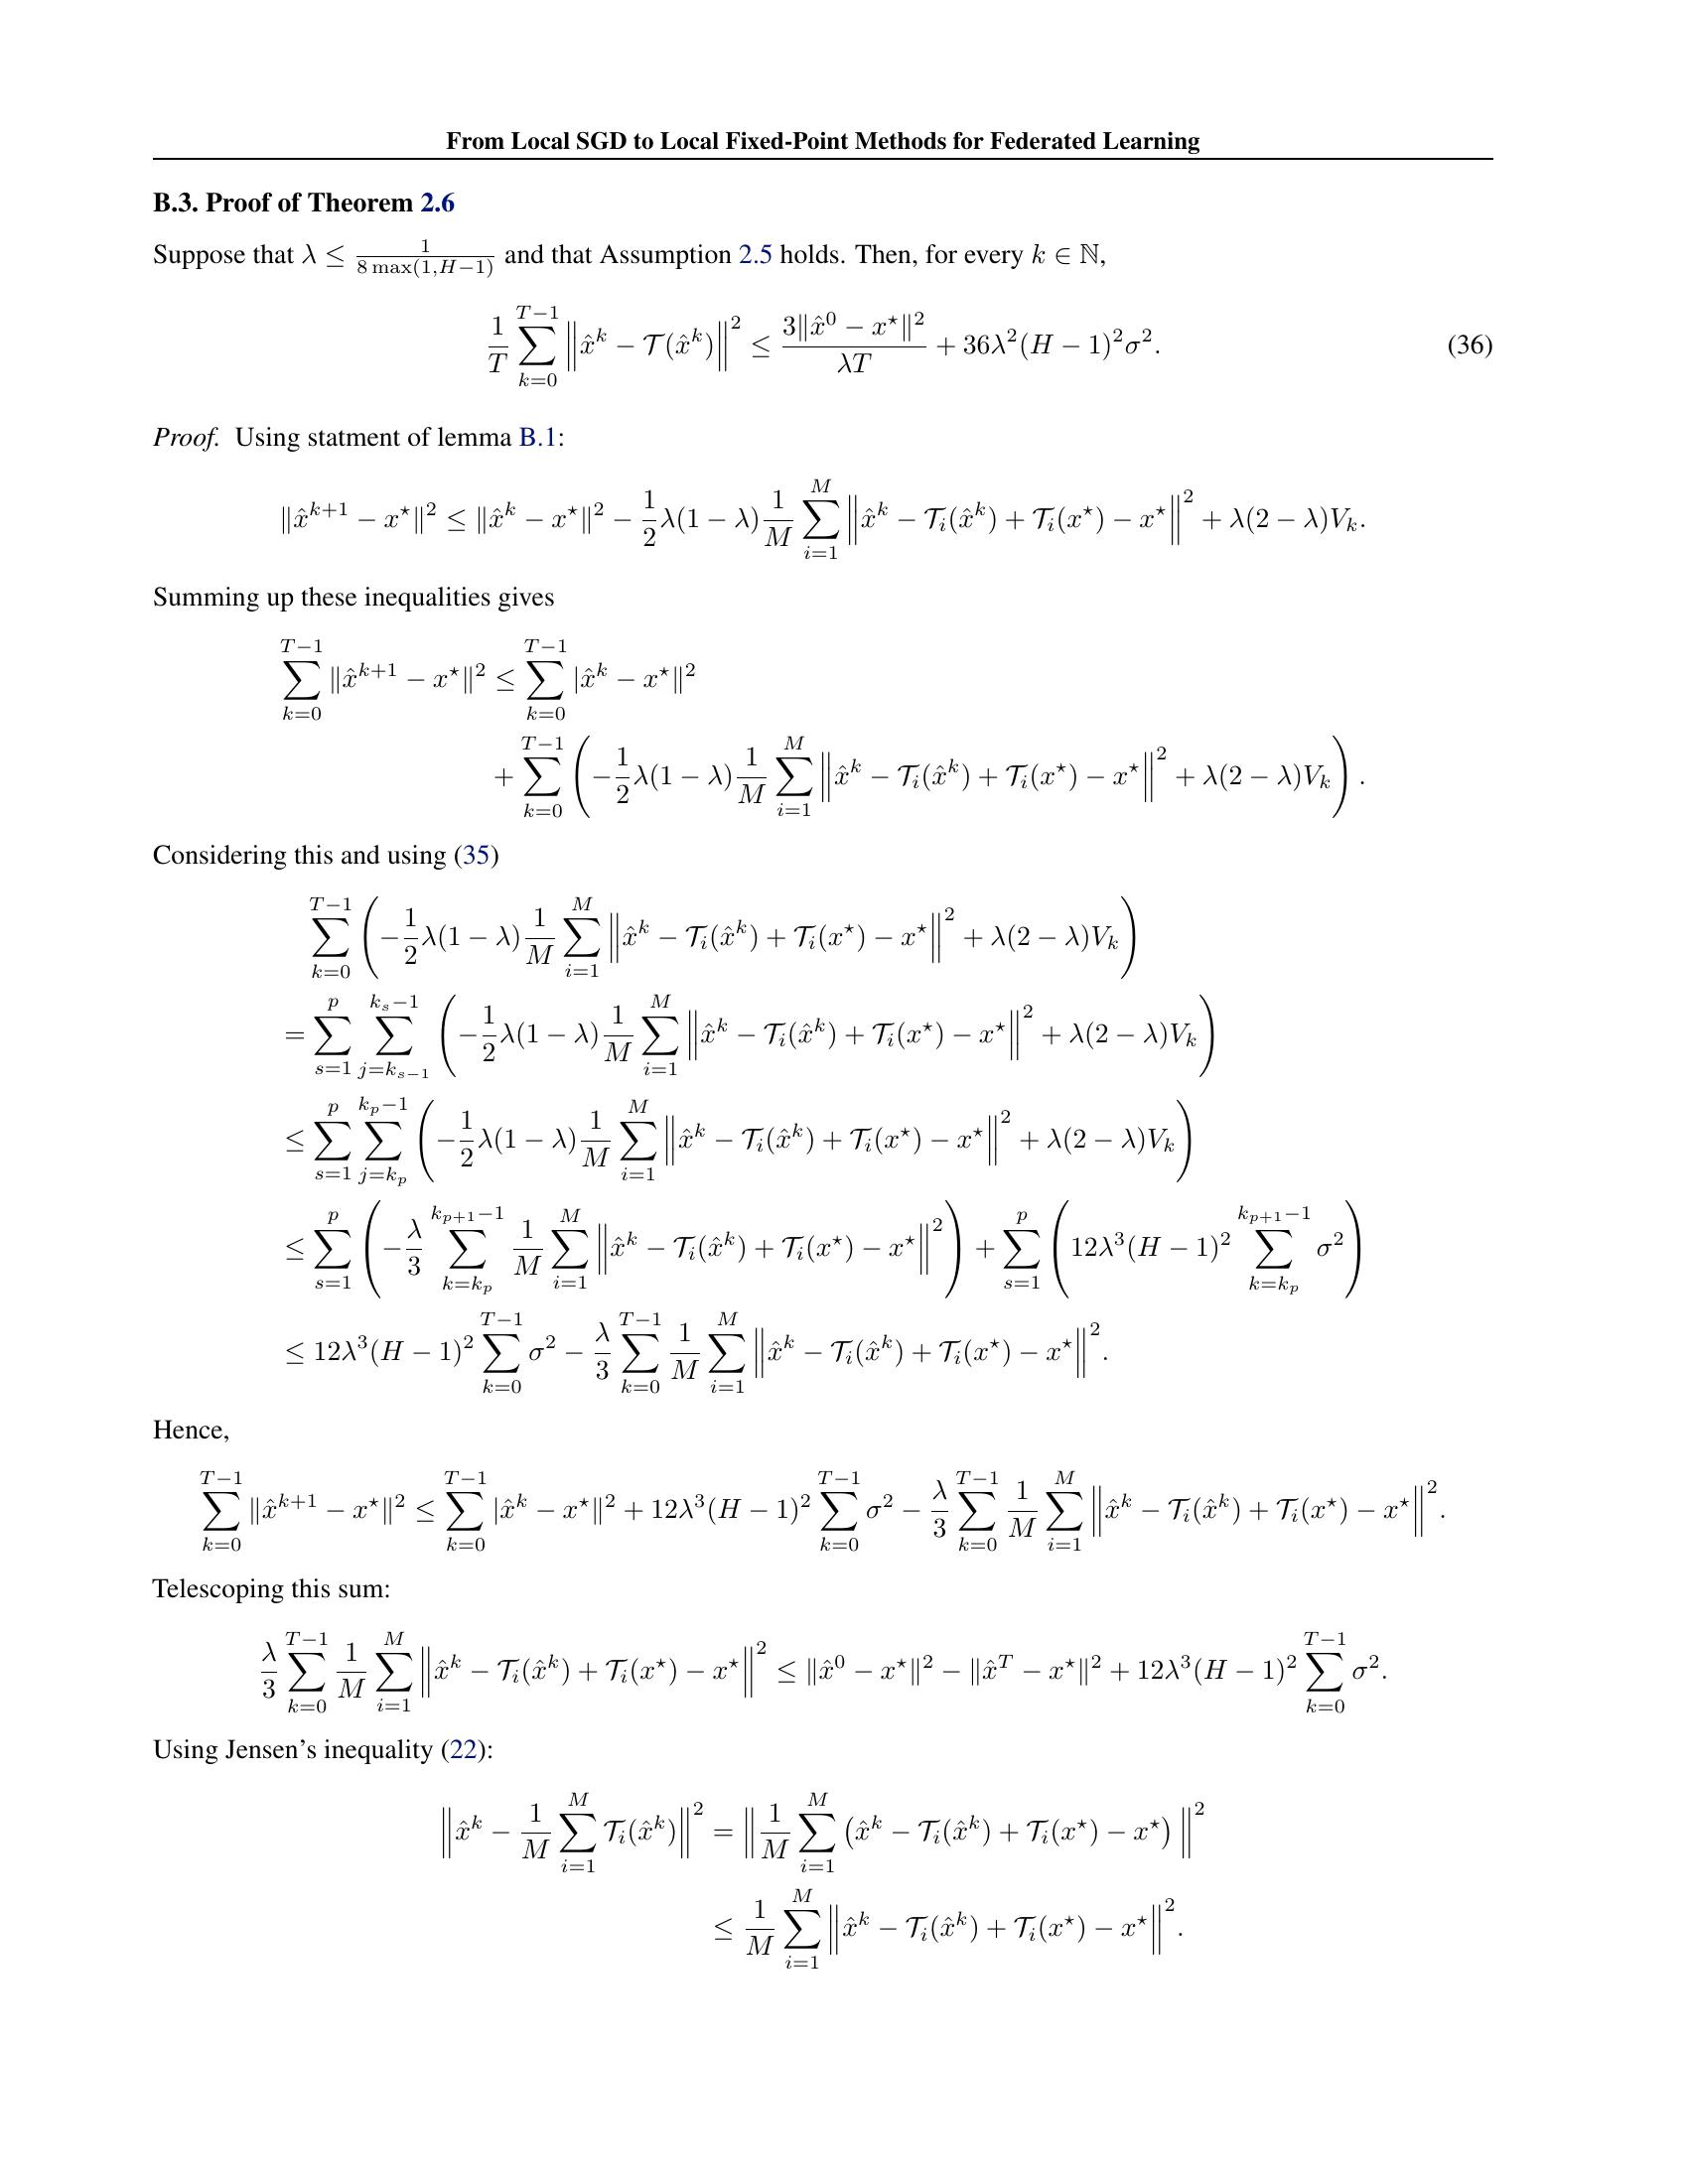 From Local SGD to Local Fixed-Point Methods for Federated Learning
B.3. Proof of Theorem 2.6
Suppose that $\lambda \leq \frac{1}{8\max(1,H-1)}$ and that Assumption 2.5 holds. Then, for every $k \in \mathbb{N}$,
$$\frac{1}{T}\sum_{k=0}^{T-1}\left\|\hat{x}^k - \mathcal{T}(\hat{x}^k)\right\|^2 \leq \frac{3\|\hat{x}^0 - x^\star\|^2}{\lambda T} + 36\lambda^2(H-1)^2\sigma^2. \quad (36)$$
Proof. Using statment of lemma B.1:
$$\|\hat{x}^{k+1} - x^\star\|^2 \leq \|\hat{x}^k - x^\star\|^2 - \frac{1}{2}\lambda(1-\lambda)\frac{1}{M}\sum_{i=1}^{M}\left\|\hat{x}^k - \mathcal{T}_i(\hat{x}^k) + \mathcal{T}_i(x^\star) - x^\star\right\|^2 + \lambda(2-\lambda)V_k.$$
Summing up these inequalities gives
$$\sum_{k=0}^{T-1}\|\hat{x}^{k+1} - x^\star\|^2 \leq \sum_{k=0}^{T-1}|\hat{x}^k - x^\star\|^2$$
$$+ \sum_{k=0}^{T-1}\left(-\frac{1}{2}\lambda(1-\lambda)\frac{1}{M}\sum_{i=1}^{M}\left\|\hat{x}^k - \mathcal{T}_i(\hat{x}^k) + \mathcal{T}_i(x^\star) - x^\star\right\|^2 + \lambda(2-\lambda)V_k\right).$$
Considering this and using (35)
$$\sum_{k=0}^{T-1}\left(-\frac{1}{2}\lambda(1-\lambda)\frac{1}{M}\sum_{i=1}^{M}\left\|\hat{x}^k - \mathcal{T}_i(\hat{x}^k) + \mathcal{T}_i(x^\star) - x^\star\right\|^2 + \lambda(2-\lambda)V_k\right)$$
$$= \sum_{s=1}^{p}\sum_{j=k_{s-1}}^{k_s-1}\left(-\frac{1}{2}\lambda(1-\lambda)\frac{1}{M}\sum_{i=1}^{M}\left\|\hat{x}^k - \mathcal{T}_i(\hat{x}^k) + \mathcal{T}_i(x^\star) - x^\star\right\|^2 + \lambda(2-\lambda)V_k\right)$$
$$\leq \sum_{s=1}^{p}\sum_{j=k_p}^{k_p-1}\left(-\frac{1}{2}\lambda(1-\lambda)\frac{1}{M}\sum_{i=1}^{M}\left\|\hat{x}^k - \mathcal{T}_i(\hat{x}^k) + \mathcal{T}_i(x^\star) - x^\star\right\|^2 + \lambda(2-\lambda)V_k\right)$$
$$\leq \sum_{s=1}^{p}\left(-\frac{\lambda}{3}\sum_{k=k_p}^{k_{p+1}-1}\frac{1}{M}\sum_{i=1}^{M}\left\|\hat{x}^k - \mathcal{T}_i(\hat{x}^k) + \mathcal{T}_i(x^\star) - x^\star\right\|^2\right) + \sum_{s=1}^{p}\left(12\lambda^3(H-1)^2\sum_{k=k_p}^{k_{p+1}-1}\sigma^2\right)$$
$$\leq 12\lambda^3(H-1)^2\sum_{k=0}^{T-1}\sigma^2 - \frac{\lambda}{3}\sum_{k=0}^{T-1}\frac{1}{M}\sum_{i=1}^{M}\left\|\hat{x}^k - \mathcal{T}_i(\hat{x}^k) + \mathcal{T}_i(x^\star) - x^\star\right\|^2.$$
Hence,
$$\sum_{k=0}^{T-1}\|\hat{x}^{k+1} - x^\star\|^2 \leq \sum_{k=0}^{T-1}|\hat{x}^k - x^\star\|^2 + 12\lambda^3(H-1)^2\sum_{k=0}^{T-1}\sigma^2 - \frac{\lambda}{3}\sum_{k=0}^{T-1}\frac{1}{M}\sum_{i=1}^{M}\left\|\hat{x}^k - \mathcal{T}_i(\hat{x}^k) + \mathcal{T}_i(x^\star) - x^\star\right\|^2.$$
Telescoping this sum:
$$\frac{\lambda}{3}\sum_{k=0}^{T-1}\frac{1}{M}\sum_{i=1}^{M}\left\|\hat{x}^k - \mathcal{T}_i(\hat{x}^k) + \mathcal{T}_i(x^\star) - x^\star\right\|^2 \leq \|\hat{x}^0 - x^\star\|^2 - \|\hat{x}^T - x^\star\|^2 + 12\lambda^3(H-1)^2\sum_{k=0}^{T-1}\sigma^2.$$
Using Jensen's inequality (22):
$$\left\|\hat{x}^k - \frac{1}{M}\sum_{i=1}^{M}\mathcal{T}_i(\hat{x}^k)\right\|^2 = \left\|\frac{1}{M}\sum_{i=1}^{M}\left(\hat{x}^k - \mathcal{T}_i(\hat{x}^k) + \mathcal{T}_i(x^\star) - x^\star\right)\right\|^2$$
$$\leq \frac{1}{M}\sum_{i=1}^{M}\left\|\hat{x}^k - \mathcal{T}_i(\hat{x}^k) + \mathcal{T}_i(x^\star) - x^\star\right\|^2.$$